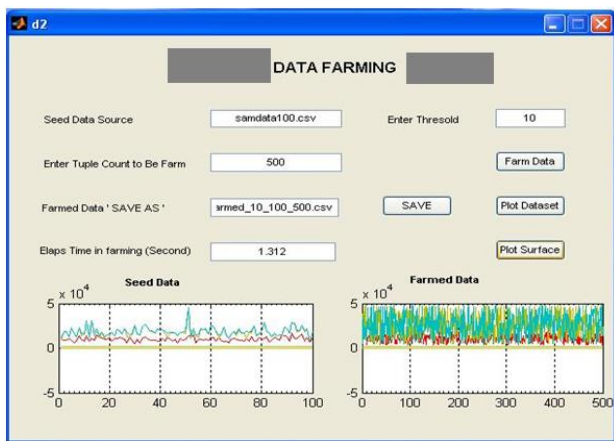 d2
DATA FARMING
Seed Data Source
samdata100.csv
Enter Thresold
10
Enter Tuple Count to Be Farm
500
Farm Data
Farmed Data ' SAVE AS '
armed_10_100_500.csv
SAVE
Plot Dataset
Elaps Time in farming (Second)
1.312
Plot Surface
Seed Data
x 10^4
5
0
-5
0 20 40 60 80 100
Farmed Data
x 10^4
5
0
-5
0 100 200 300 400 500